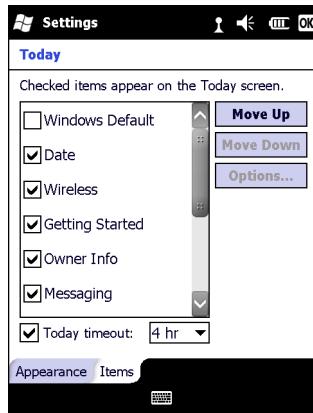 Settings
OK
Today
Checked items appear on the Today screen.
Windows Default
Date
Wireless
Getting Started
Owner Info
Messaging
Move Up
Move Down
Options...
Today timeout: 4 hr
Appearance Items